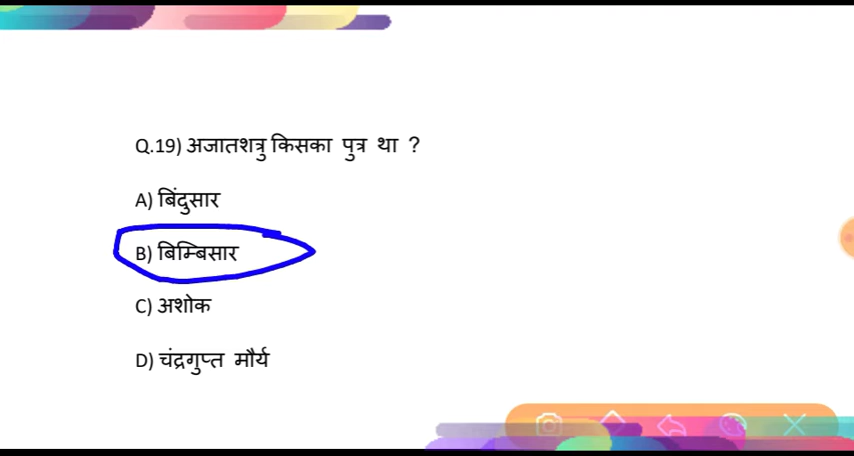 Q.19) अजातशत्रु किसका पुत्र था ?
A) बिंदुसार
B) बिम्बिसार
C) अशोक
D) चंद्रगुप्त मौर्य